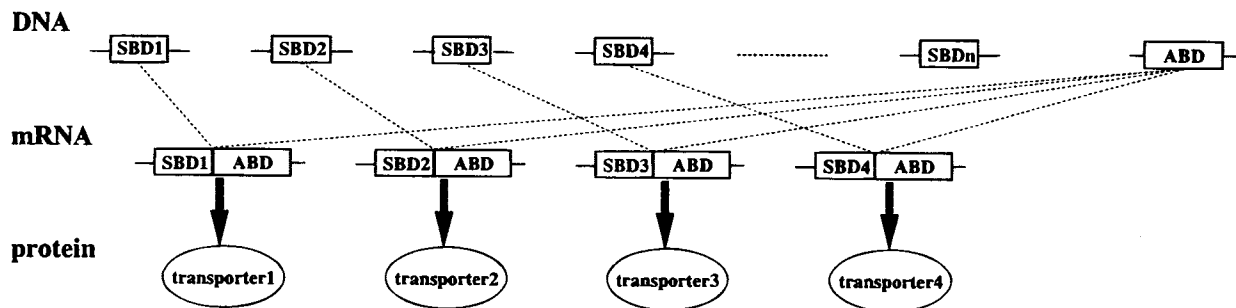 DNA
SBD1 SBD2 SBD3 SBD4 SBDn ABD
mRNA
SBD1 ABD SBD2 ABD SBD3 ABD SBD4 ABD
protein
transporter1 transporter2 transporter3 transporter4